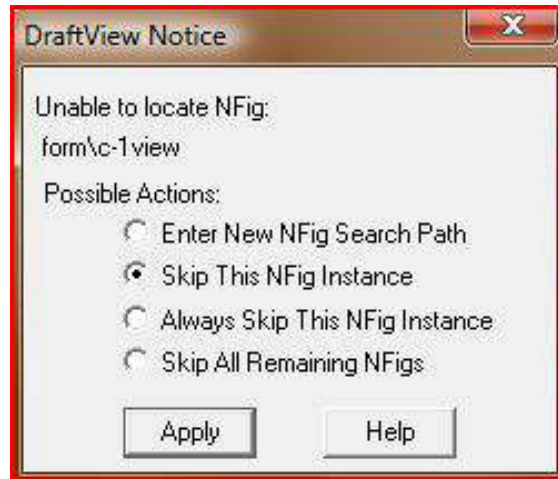 DraftView Notice
Unable to locate NFig:
form\c-1view
Possible Actions:
Enter New NFig Search Path
Skip This NFig Instance
Always Skip This NFig Instance
Skip All Remaining NFigs
Apply Help